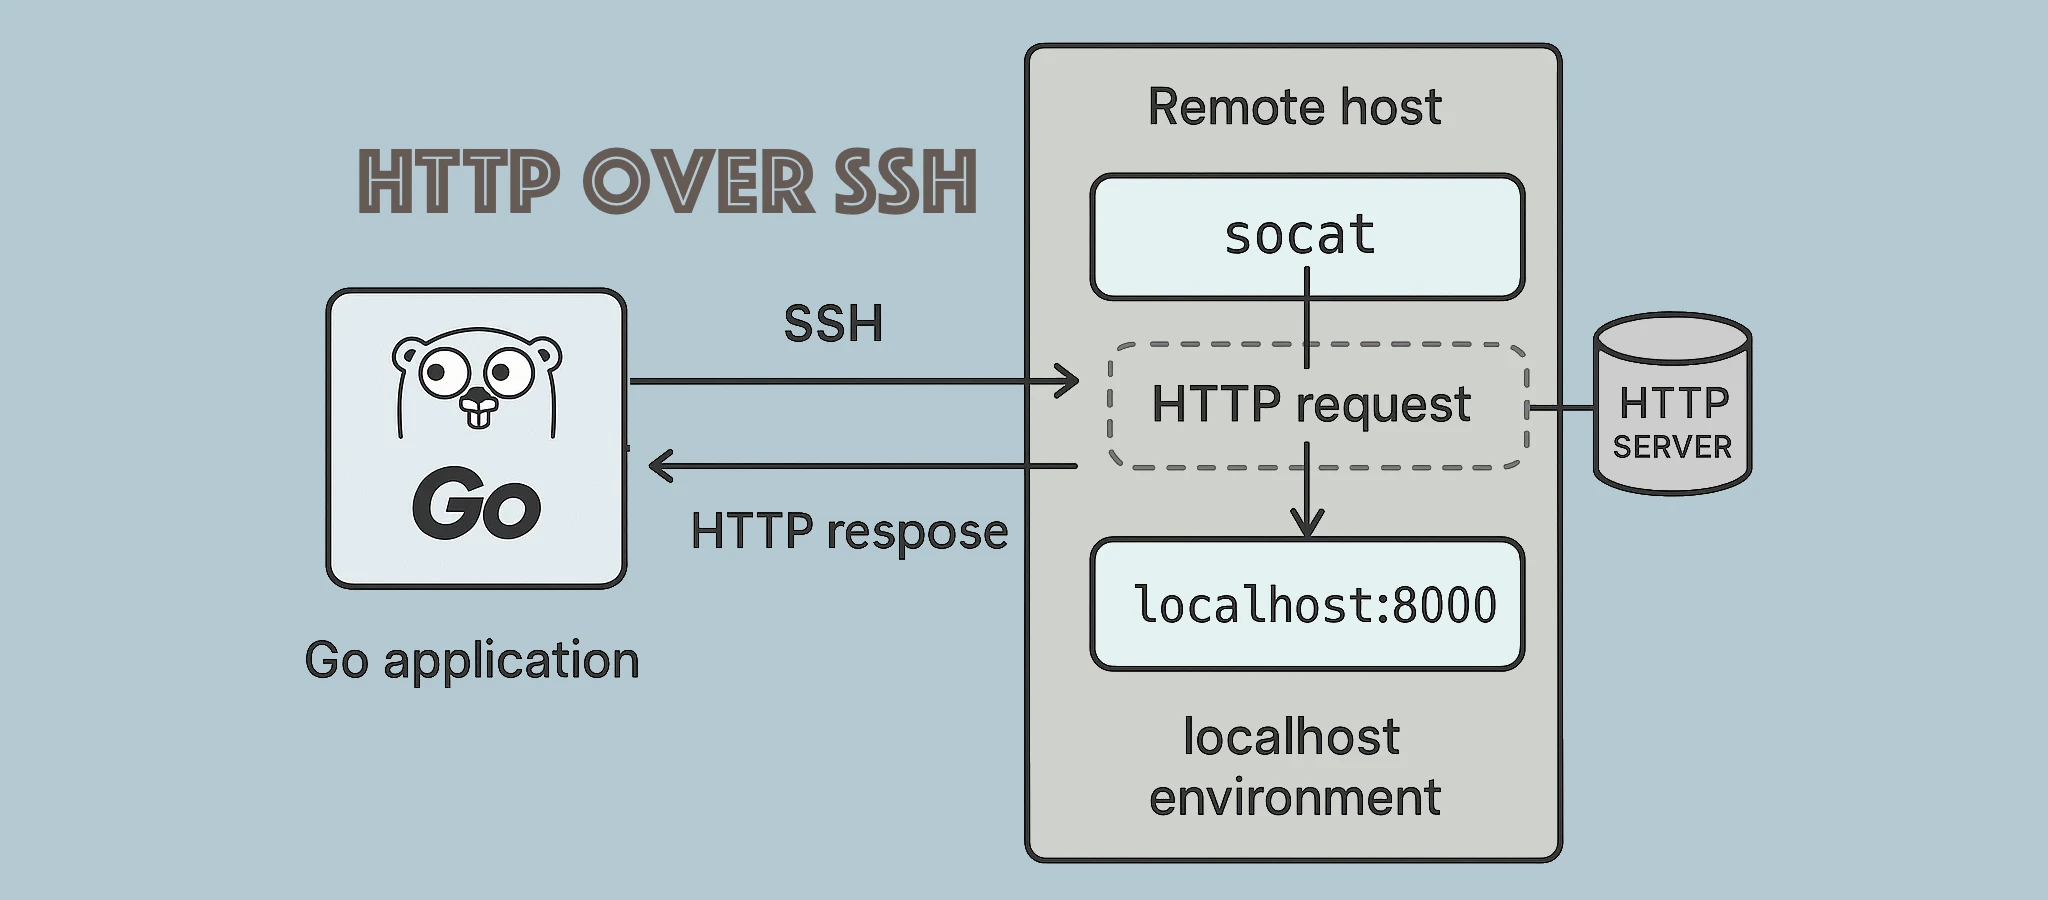 HTTP OVER SSH
Go
Go application
SSH
HTTP respose
Remote host
socat
HTTP request
localhost:8000
localhost
environment
HTTP
SERVER